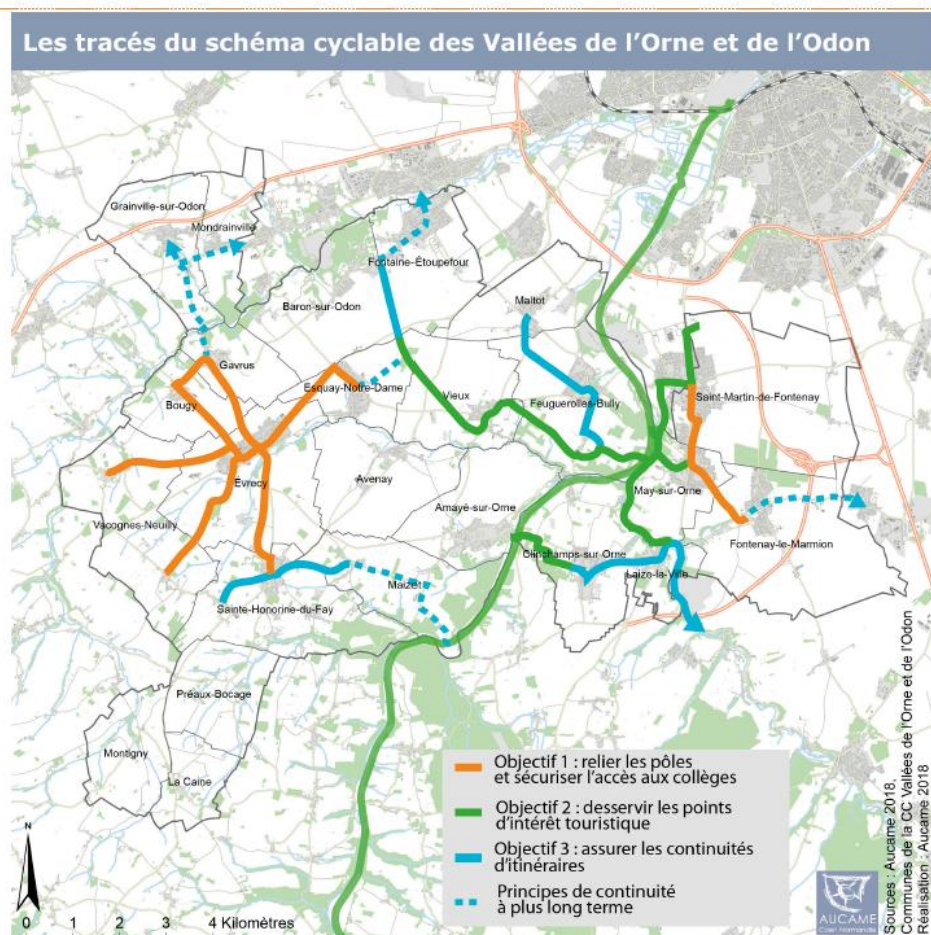 Les tracés du schéma cyclable des Vallées de l'Orne et de l'Odon
Grainville-sur-Odon
Mondrainville
Fontaine-Étoupefour
Baron-sur-Odon
Maltot
Gavrus
Esquay-Notre-Dame
Vieux
Bougy
Feuguerolles-Bully
Saint-Martin-de-Fontenay
Évrecy
Avenay
May-sur-Orne
Vacognes-Neuilly
Amayé-sur-Orne
Fontenay-le-Marmion
Clinchamps-sur-Orne
Laize-la-Ville
Maizet
Sainte-Honorine-du-Fay
Préaux-Bocage
Montigny
La Caine
Objectif 1 : relier les pôles
et sécuriser l'accès aux collèges
Objectif 2 : desservir les points
d'intérêt touristique
Objectif 3 : assurer les continuités
d'itinéraires
Principes de continuité
à plus long terme
N
0 1 2 3 4 Kilomètres
AUCAME
Caen Normandie
Sources : Aucame 2018,
Communes de la CC Vallées de l'Orne et de l'Odon
Réalisation : Aucame 2018